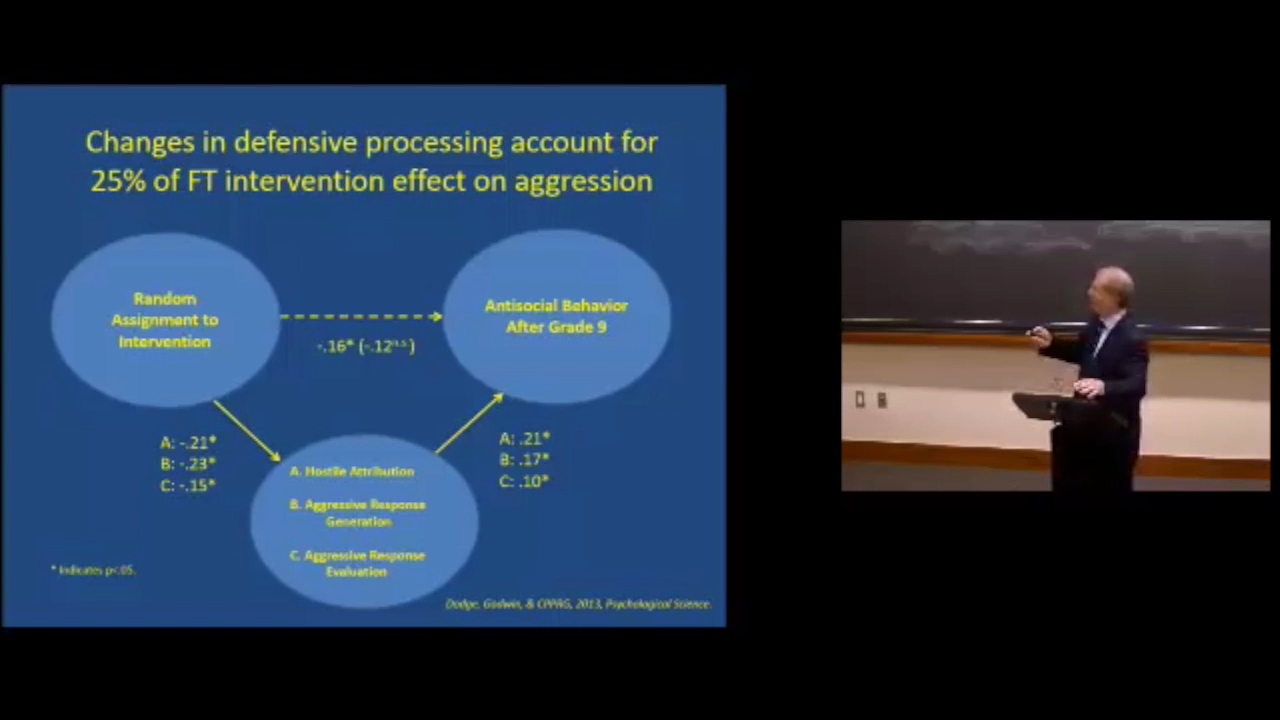 Changes in defensive processing account for
25% of FT intervention effect on aggression
Random
Assignment to
Intervention
Antisocial Behavior
After Grade 9
-.16* (-.12ⁿ·ˢ·)
A: -.21*
B: -.23*
C: -.15*
A: .21*
B: .17*
C: .10*
A. Hostile Attribution
B. Aggressive Response
Generation
C. Aggressive Response
Evaluation
* Indicates p<.05.
Dodge, Godwin, & CPPRG, 2013, Psychological Science.